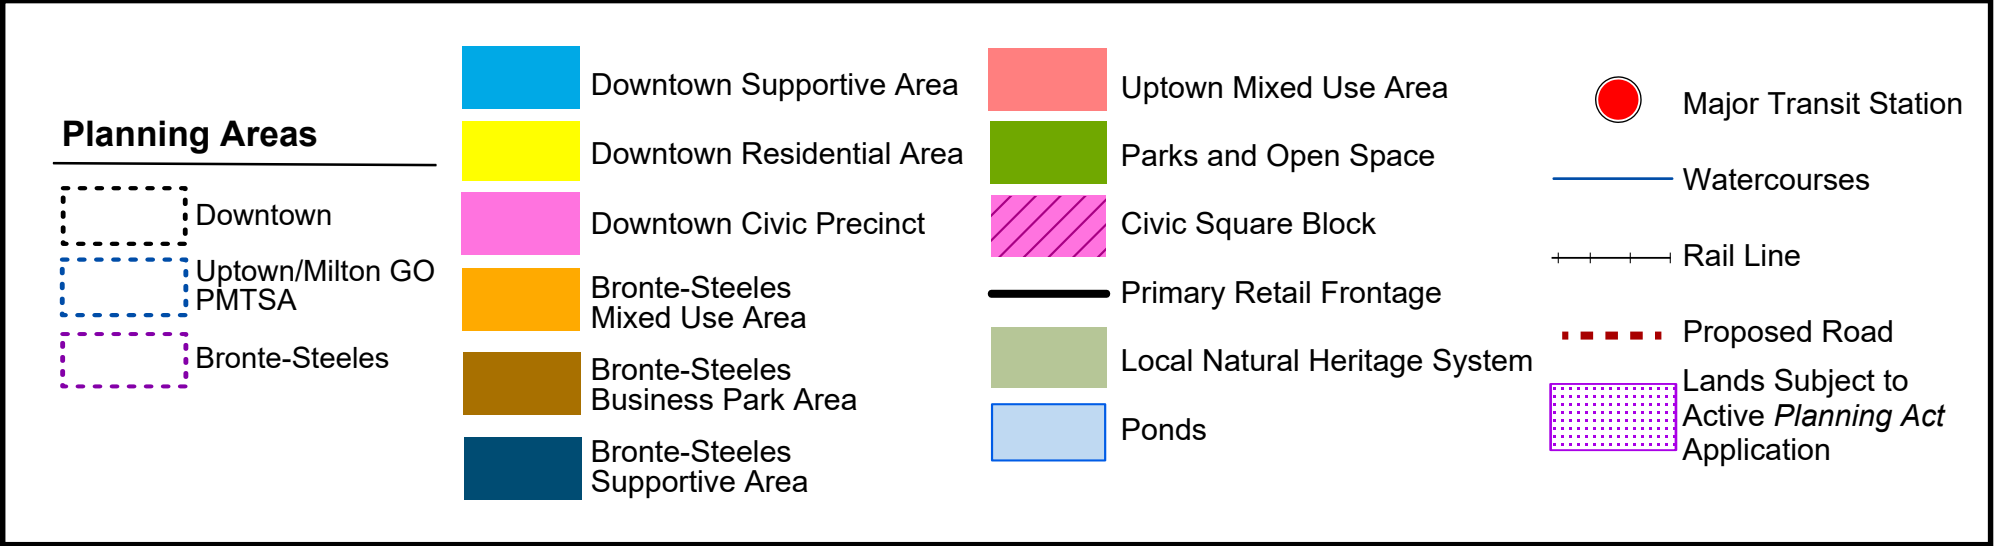 Planning Areas
Downtown
Uptown/Milton GO
PMTSA
Bronte-Steeles
Downtown Supportive Area
Downtown Residential Area
Downtown Civic Precinct
Bronte-Steeles
Mixed Use Area
Bronte-Steeles
Business Park Area
Bronte-Steeles
Supportive Area
Uptown Mixed Use Area
Parks and Open Space
Civic Square Block
Primary Retail Frontage
Local Natural Heritage System
Ponds
Major Transit Station
Watercourses
Rail Line
Proposed Road
Lands Subject to
Active Planning Act
Application